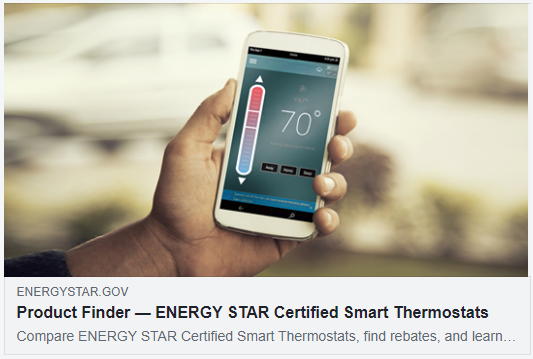 70°
ENERGYSTAR.GOV
Product Finder — ENERGY STAR Certified Smart Thermostats
Compare ENERGY STAR Certified Smart Thermostats, find rebates, and learn…